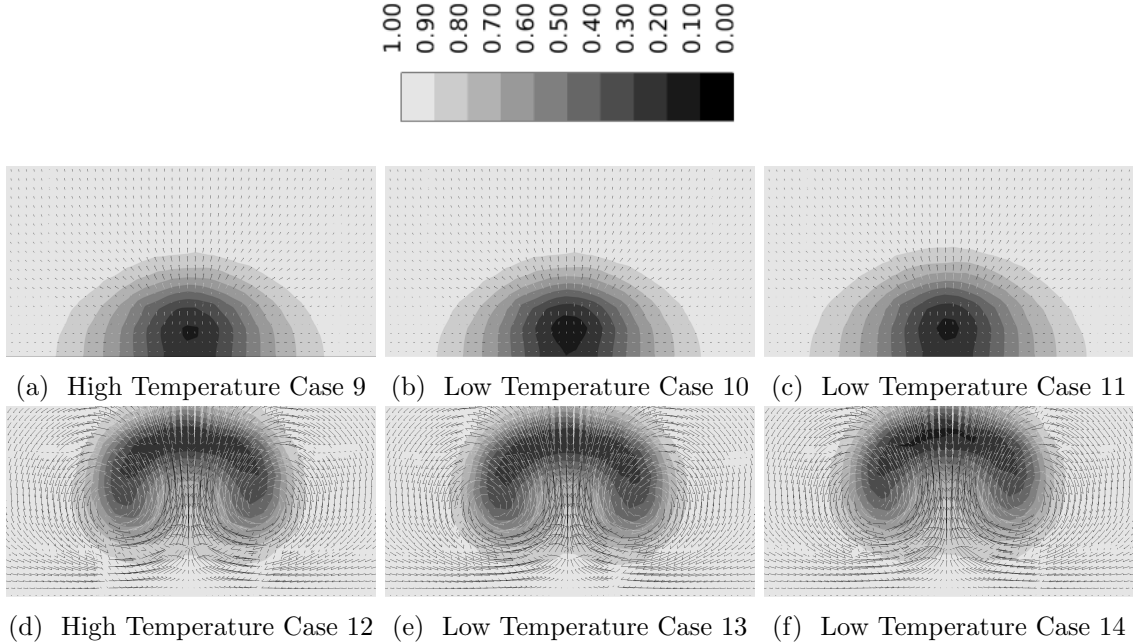 1.00 0.90 0.80 0.70 0.60 0.50 0.40 0.30 0.20 0.10 0.00
(a) High Temperature Case 9 (b) Low Temperature Case 10 (c) Low Temperature Case 11
(d) High Temperature Case 12 (e) Low Temperature Case 13 (f) Low Temperature Case 14